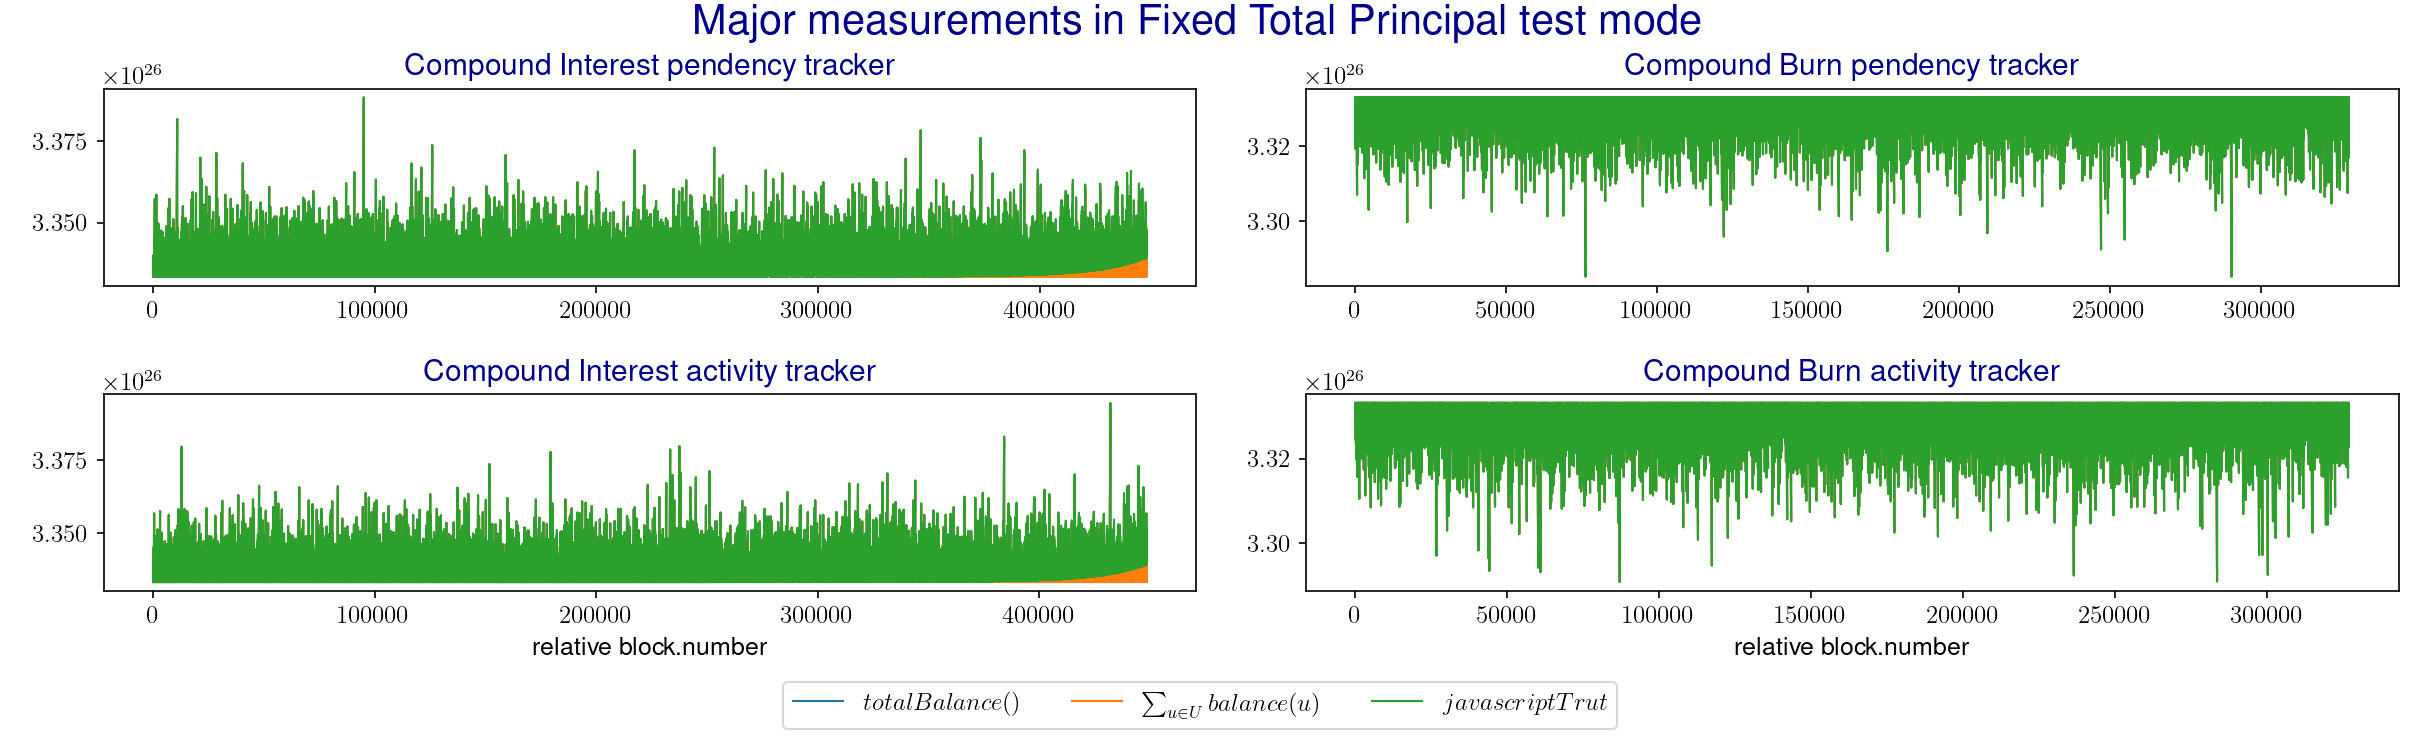 Major measurements in Fixed Total Principal test mode
Compound Interest pendency tracker
×10²⁶
3.375
3.350
0 100000 200000 300000 400000
Compound Burn pendency tracker
×10²⁶
3.32
3.30
0 50000 100000 150000 200000 250000 300000
Compound Interest activity tracker
×10²⁶
3.375
3.350
0 100000 200000 300000 400000
relative block.number
Compound Burn activity tracker
×10²⁶
3.32
3.30
0 50000 100000 150000 200000 250000 300000
relative block.number
totalBalance() ∑u∈U balance(u) javascriptTrut